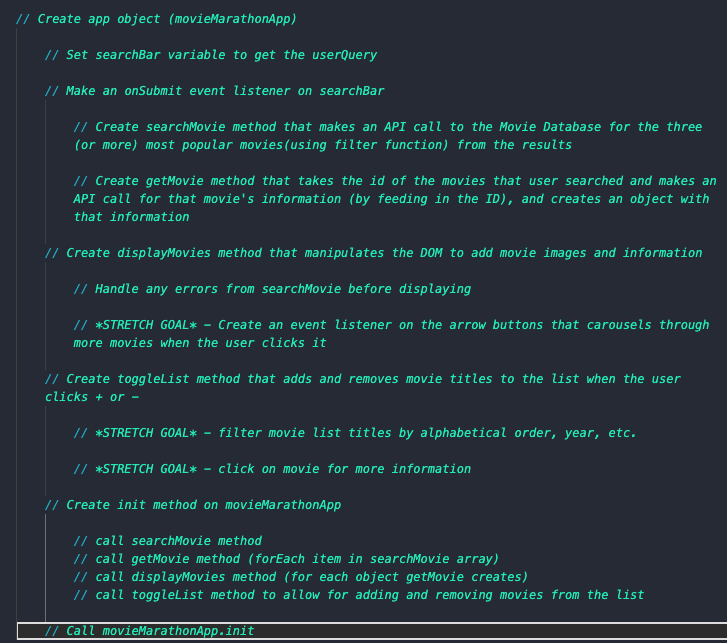 // Create app object (movieMarathonApp)
// Set searchBar variable to get the userQuery
// Make an onSubmit event listener on searchBar
// Create searchMovie method that makes an API call to the Movie Database for the three
(or more) most popular movies(using filter function) from the results
// Create getMovie method that takes the id of the movies that user searched and makes an
API call for that movie's information (by feeding in the ID), and creates an object with
that information
// Create displayMovies method that manipulates the DOM to add movie images and information
// Handle any errors from searchMovie before displaying
// *STRETCH GOAL* – Create an event listener on the arrow buttons that carousels through
more movies when the user clicks it
// Create toggleList method that adds and removes movie titles to the list when the user
clicks + or –
// *STRETCH GOAL* – filter movie list titles by alphabetical order, year, etc.
// *STRETCH GOAL* – click on movie for more information
// Create init method on movieMarathonApp
// call searchMovie method
// call getMovie method (forEach item in searchMovie array)
// call displayMovies method (for each object getMovie creates)
// call toggleList method to allow for adding and removing movies from the list
// Call movieMarathonApp.init